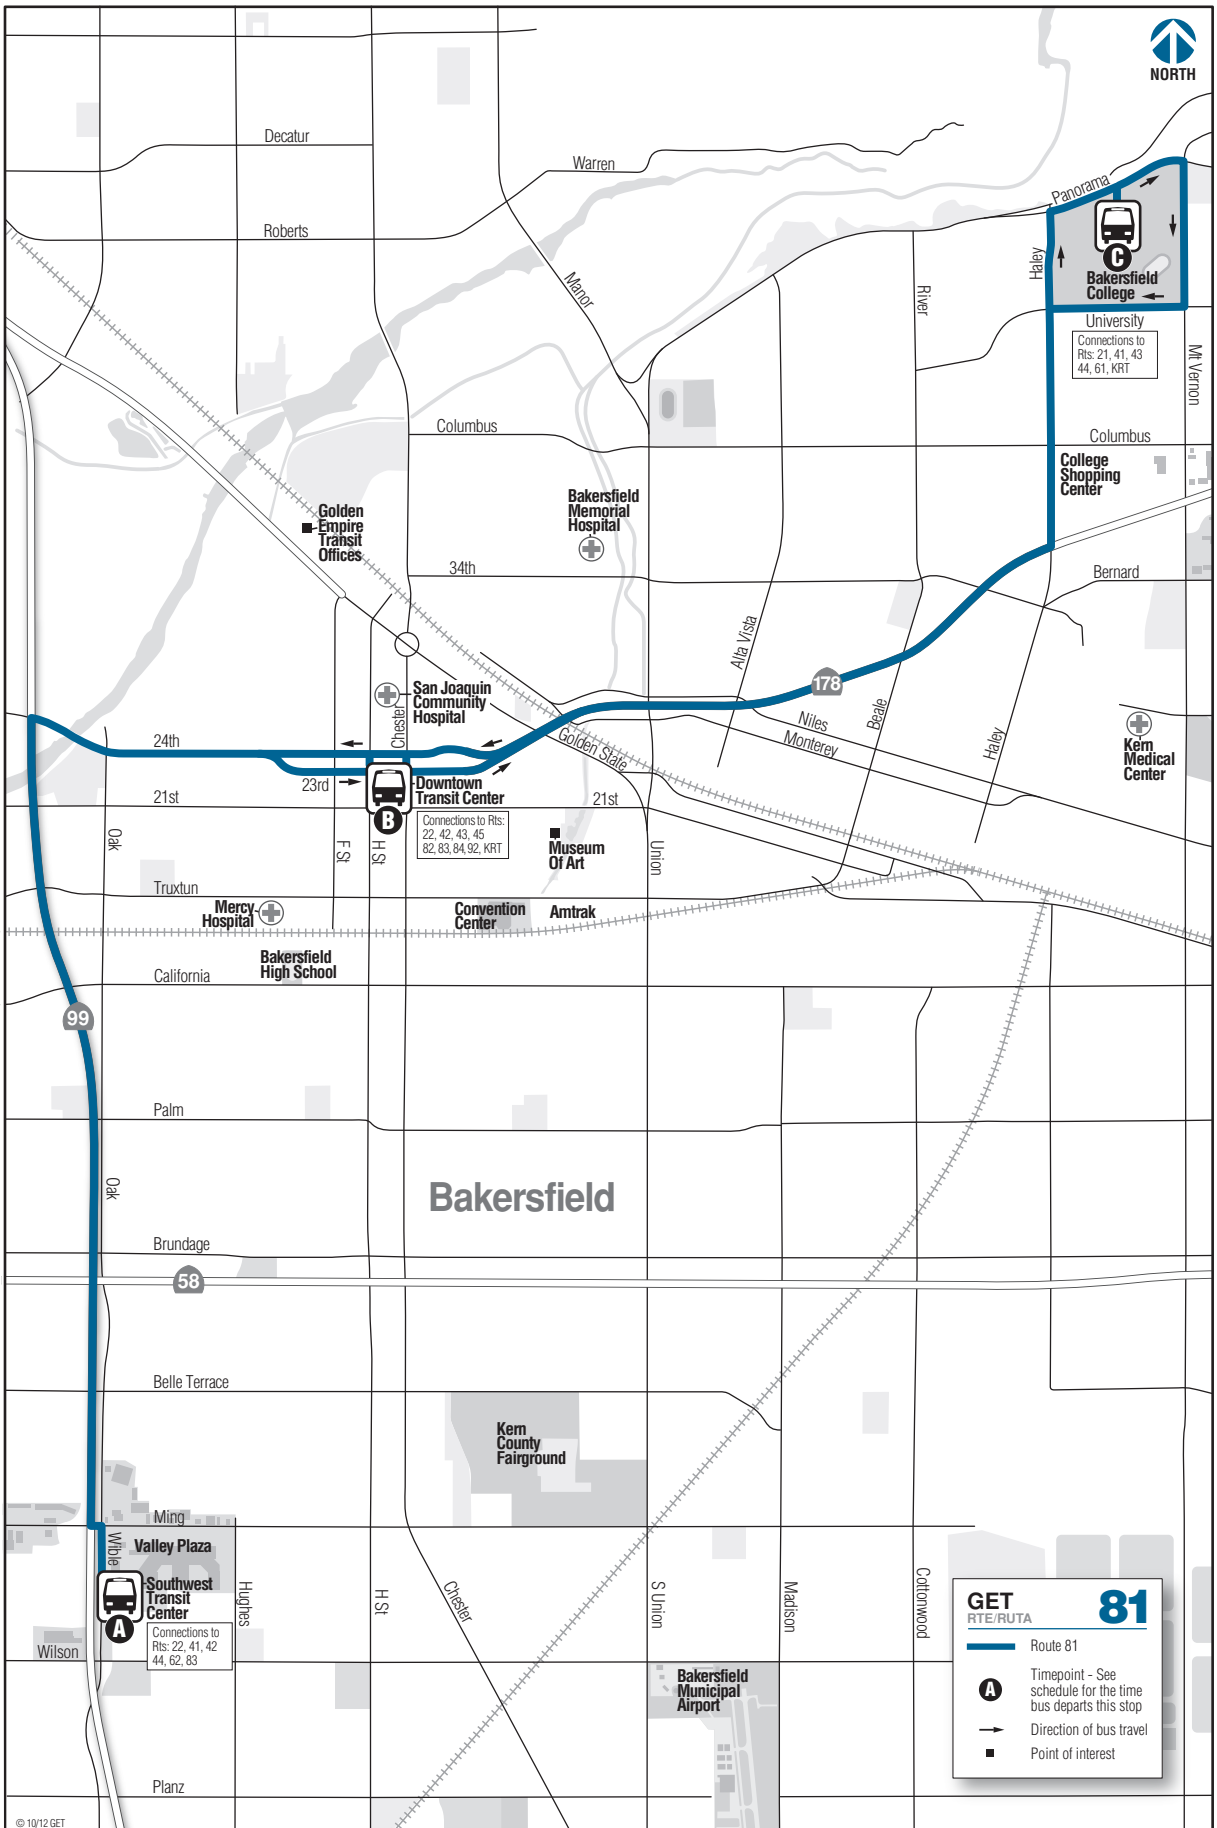 NORTH
Decatur
Warren
Panorama
Roberts
Haley
C
Bakersfield
College
Manor
River
University
Connections to
Rts: 21, 41, 43
44, 61, KRT
Mt Vernon
Columbus
Columbus
College
Shopping
Center
Bakersfield
Memorial
Hospital
Golden
Empire
Transit
Offices
34th
Bernard
Alta Vista
178
San Joaquin
Community
Hospital
Chester
Beale
Niles
Monterey
Haley
Kern
Medical
Center
24th
Golden State
23rd
21st
Downtown
Transit Center
B
21st
Connections to Rts:
22, 42, 43, 45
82, 83, 84, 92, KRT
Oak
F St
H St
Museum
Of Art
Union
Truxtun
Mercy
Hospital
Convention
Center
Amtrak
Bakersfield
High School
California
99
Palm
Oak
Bakersfield
Brundage
58
Belle Terrace
Kern
County
Fairground
Ming
Wible
Valley Plaza
Southwest
Transit
Center
A
Connections to
Rts: 22, 41, 42
44, 62, 83
Hughes
H St
Chester
S Union
Madison
Cottonwood
Wilson
Bakersfield
Municipal
Airport
Planz
GET
RTE/RUTA
81
Route 81
A
Timepoint - See
schedule for the time
bus departs this stop
Direction of bus travel
Point of interest
© 10/12 GET